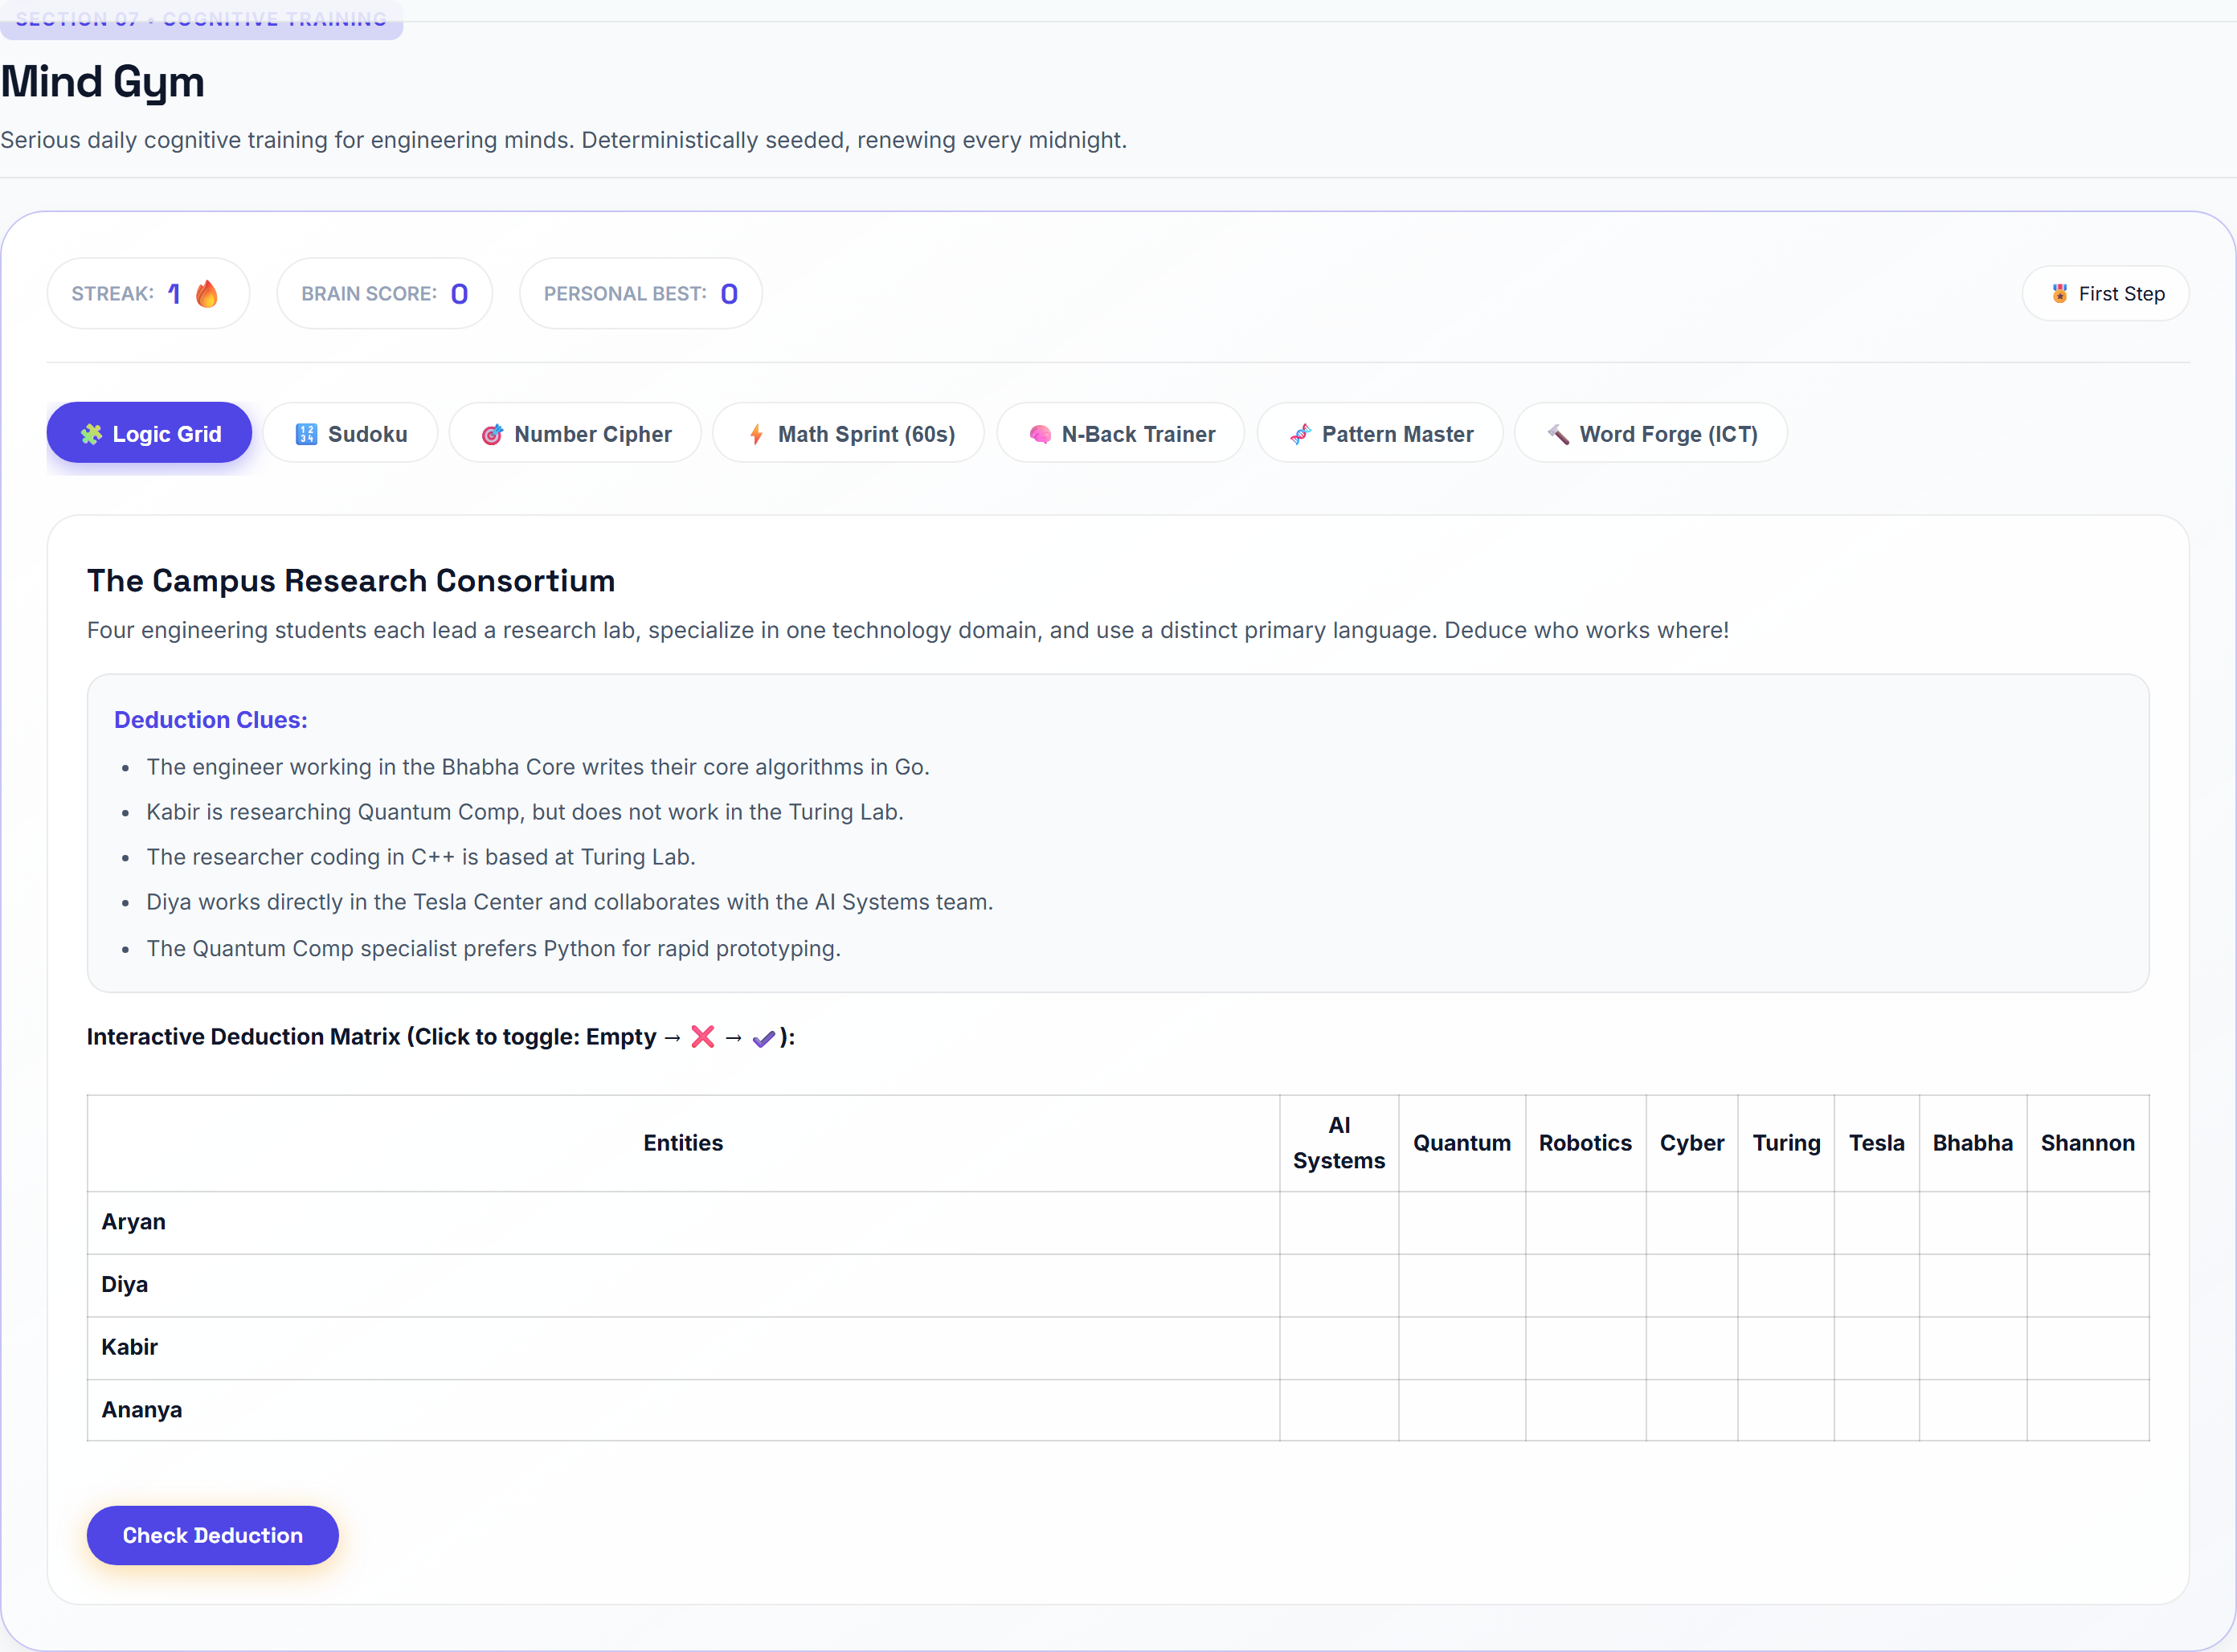 SECTION 07 • COGNITIVE TRAINING
Mind Gym
Serious daily cognitive training for engineering minds. Deterministically seeded, renewing every midnight.
STREAK: 1 🔥 BRAIN SCORE: 0 PERSONAL BEST: 0 🏅 First Step
🧩 Logic Grid 🔢 Sudoku 🎯 Number Cipher ⚡ Math Sprint (60s) 🧠 N-Back Trainer 🧬 Pattern Master 🔨 Word Forge (ICT)
The Campus Research Consortium
Four engineering students each lead a research lab, specialize in one technology domain, and use a distinct primary language. Deduce who works where!
Deduction Clues:
• The engineer working in the Bhabha Core writes their core algorithms in Go.
• Kabir is researching Quantum Comp, but does not work in the Turing Lab.
• The researcher coding in C++ is based at Turing Lab.
• Diya works directly in the Tesla Center and collaborates with the AI Systems team.
• The Quantum Comp specialist prefers Python for rapid prototyping.
Interactive Deduction Matrix (Click to toggle: Empty → ❌ → ✔):
Entities AI Systems Quantum Robotics Cyber Turing Tesla Bhabha Shannon
Aryan
Diya
Kabir
Ananya
Check Deduction